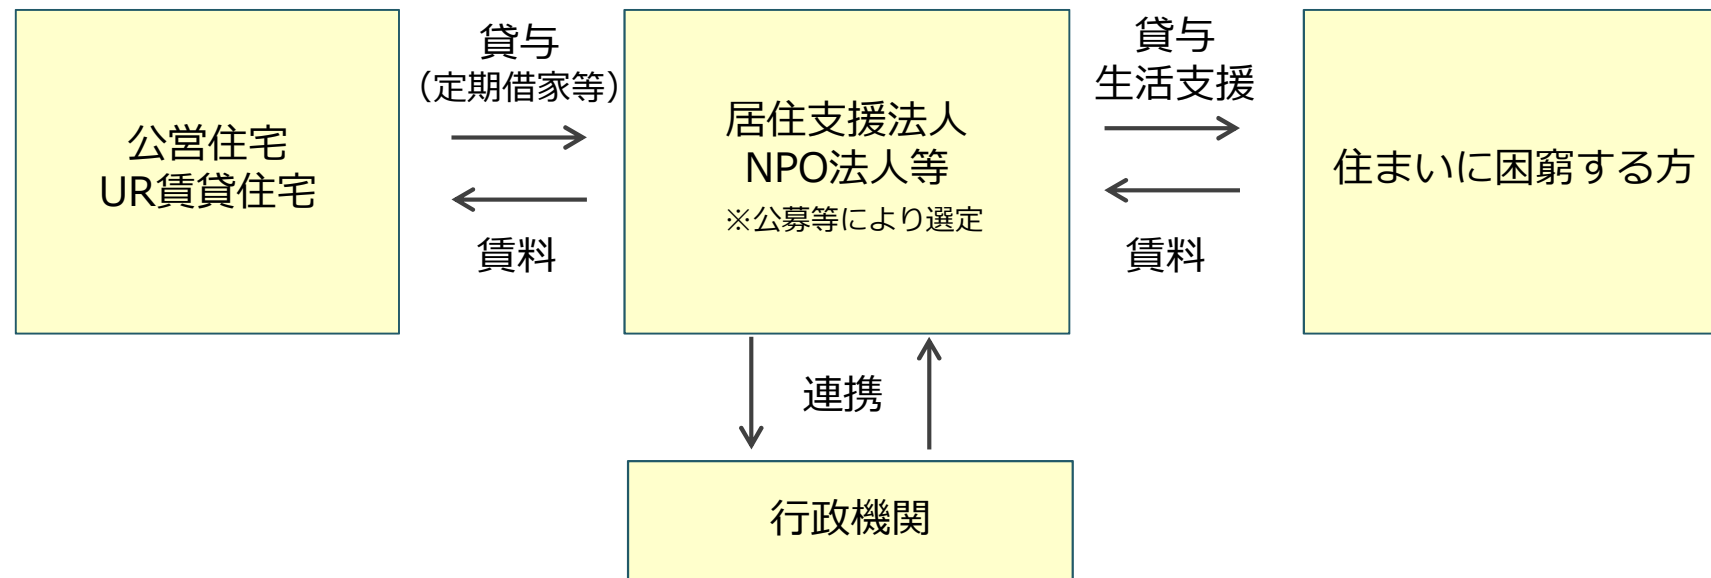 公営住宅
UR賃貸住宅
貸与
（定期借家等）
賃料
居住支援法人
NPO法人等
※公募等により選定
貸与
生活支援
賃料
住まいに困窮する方
連携
行政機関